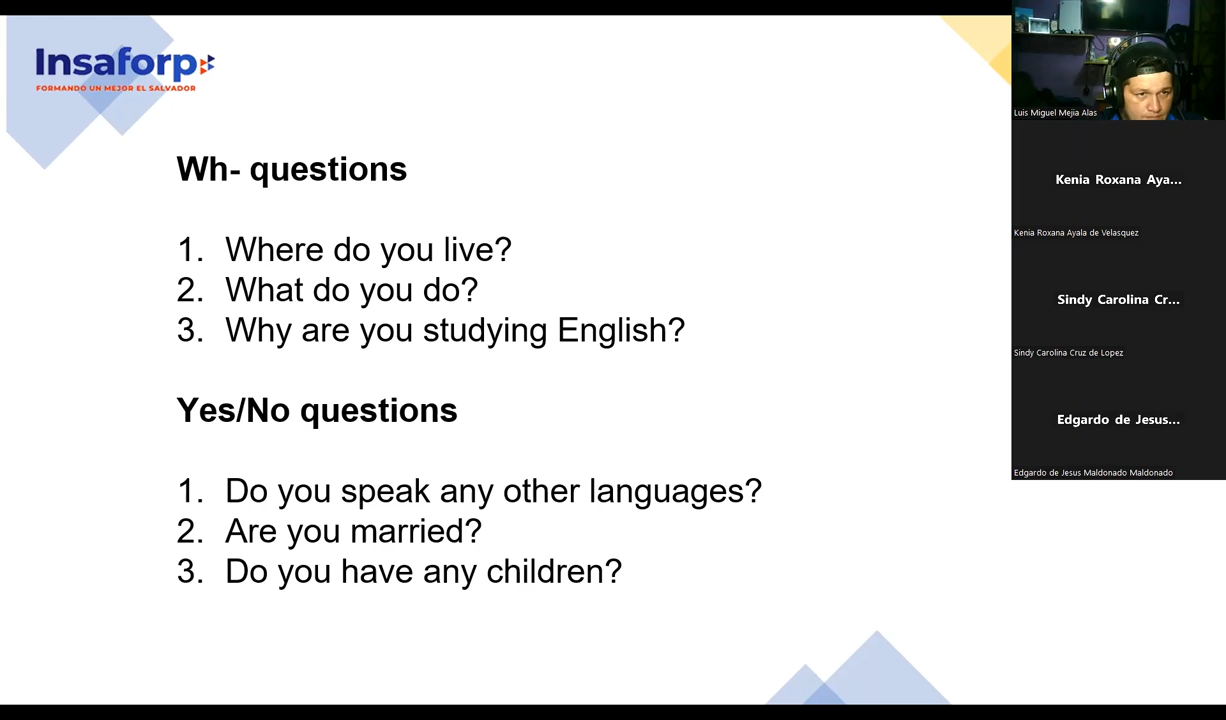 Insaforp
FORMANDO UN MEJOR EL SALVADOR
Wh- questions
1. Where do you live?
2. What do you do?
3. Why are you studying English?
Yes/No questions
1. Do you speak any other languages?
2. Are you married?
3. Do you have any children?
Luis Miguel Mejia Alas
Kenia Roxana Aya...
Kenia Roxana Ayala de Velasquez
Sindy Carolina Cr...
Sindy Carolina Cruz de Lopez
Edgardo de Jesus...
Edgardo de Jesus Maldonado Maldonado